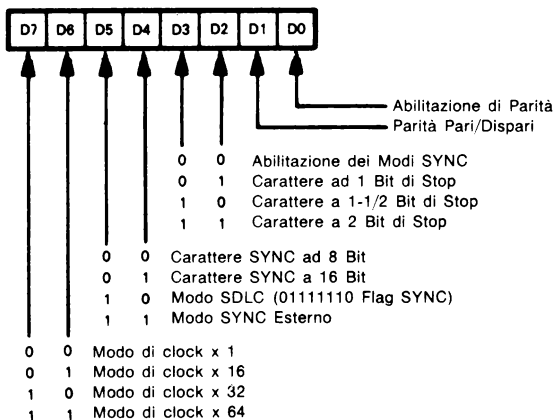 D7 D6 D5 D4 D3 D2 D1 D0
Abilitazione di Parità
Parità Pari/Dispari
0 0 Abilitazione dei Modi SYNC
0 1 Carattere ad 1 Bit di Stop
1 0 Carattere a 1-1/2 Bit di Stop
1 1 Carattere a 2 Bit di Stop
0 0 Carattere SYNC ad 8 Bit
0 1 Carattere SYNC a 16 Bit
1 0 Modo SDLC (01111110 Flag SYNC)
1 1 Modo SYNC Esterno
0 0 Modo di clock x 1
0 1 Modo di clock x 16
1 0 Modo di clock x 32
1 1 Modo di clock x 64